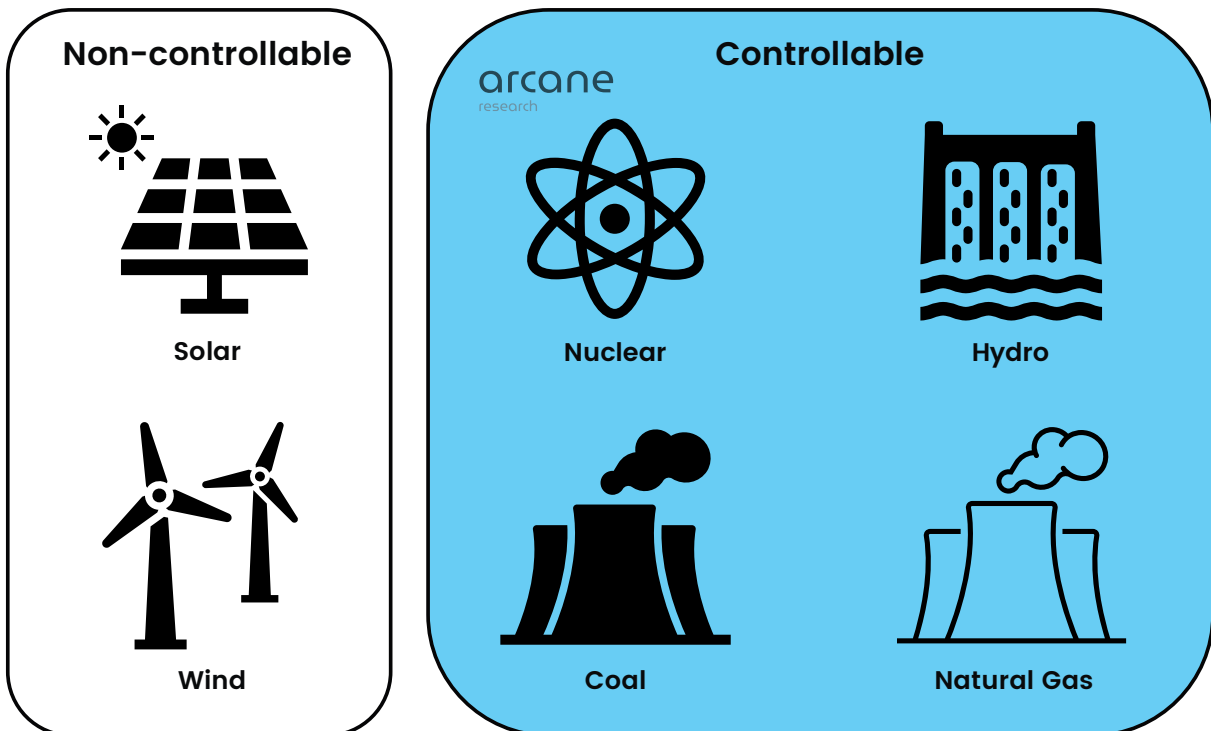 Non-controllable
Solar
Wind
Controllable
arcane
research
Nuclear
Hydro
Coal
Natural Gas